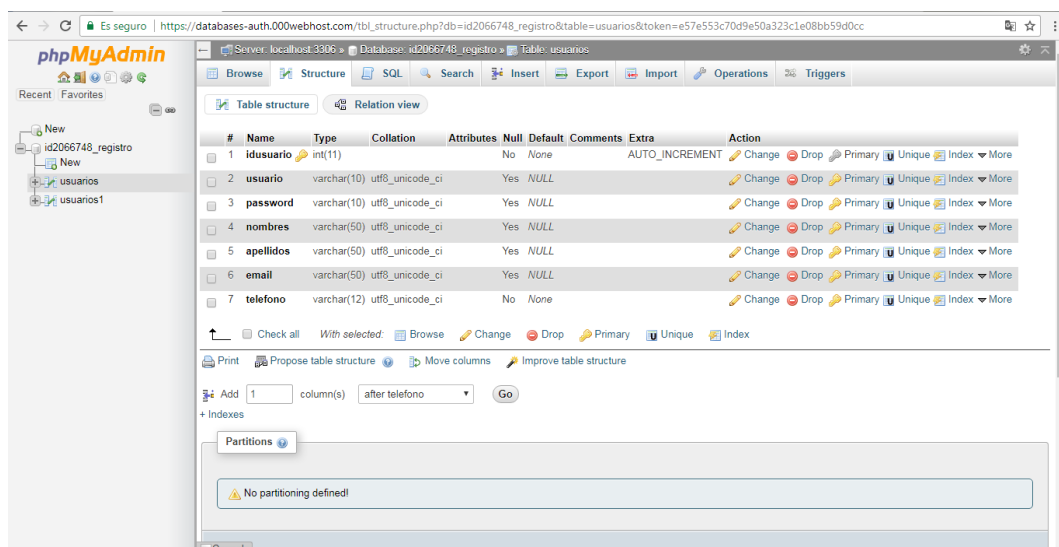 Es seguro | https://databases-auth.000webhost.com/tbl_structure.php?db=id2066748_registro&table=usuarios&token=e57e553c70d9e50a323c1e08bb59d0cc
phpMyAdmin
Recent Favorites
New
id2066748_registro
New
usuarios
usuarios1
Server: localhost:3306 » Database: id2066748_registro » Table: usuarios
Browse Structure SQL Search Insert Export Import Operations Triggers
Table structure Relation view
# Name Type Collation Attributes Null Default Comments Extra Action
1 idusuario int(11) No None AUTO_INCREMENT Change Drop Primary Unique Index More
2 usuario varchar(10) utf8_unicode_ci Yes NULL Change Drop Primary Unique Index More
3 password varchar(10) utf8_unicode_ci Yes NULL Change Drop Primary Unique Index More
4 nombres varchar(50) utf8_unicode_ci Yes NULL Change Drop Primary Unique Index More
5 apellidos varchar(50) utf8_unicode_ci Yes NULL Change Drop Primary Unique Index More
6 email varchar(50) utf8_unicode_ci Yes NULL Change Drop Primary Unique Index More
7 telefono varchar(12) utf8_unicode_ci No None Change Drop Primary Unique Index More
Check all With selected: Browse Change Drop Primary Unique Index
Print Propose table structure Move columns Improve table structure
Add 1 column(s) after telefono Go
+ Indexes
Partitions
No partitioning defined!